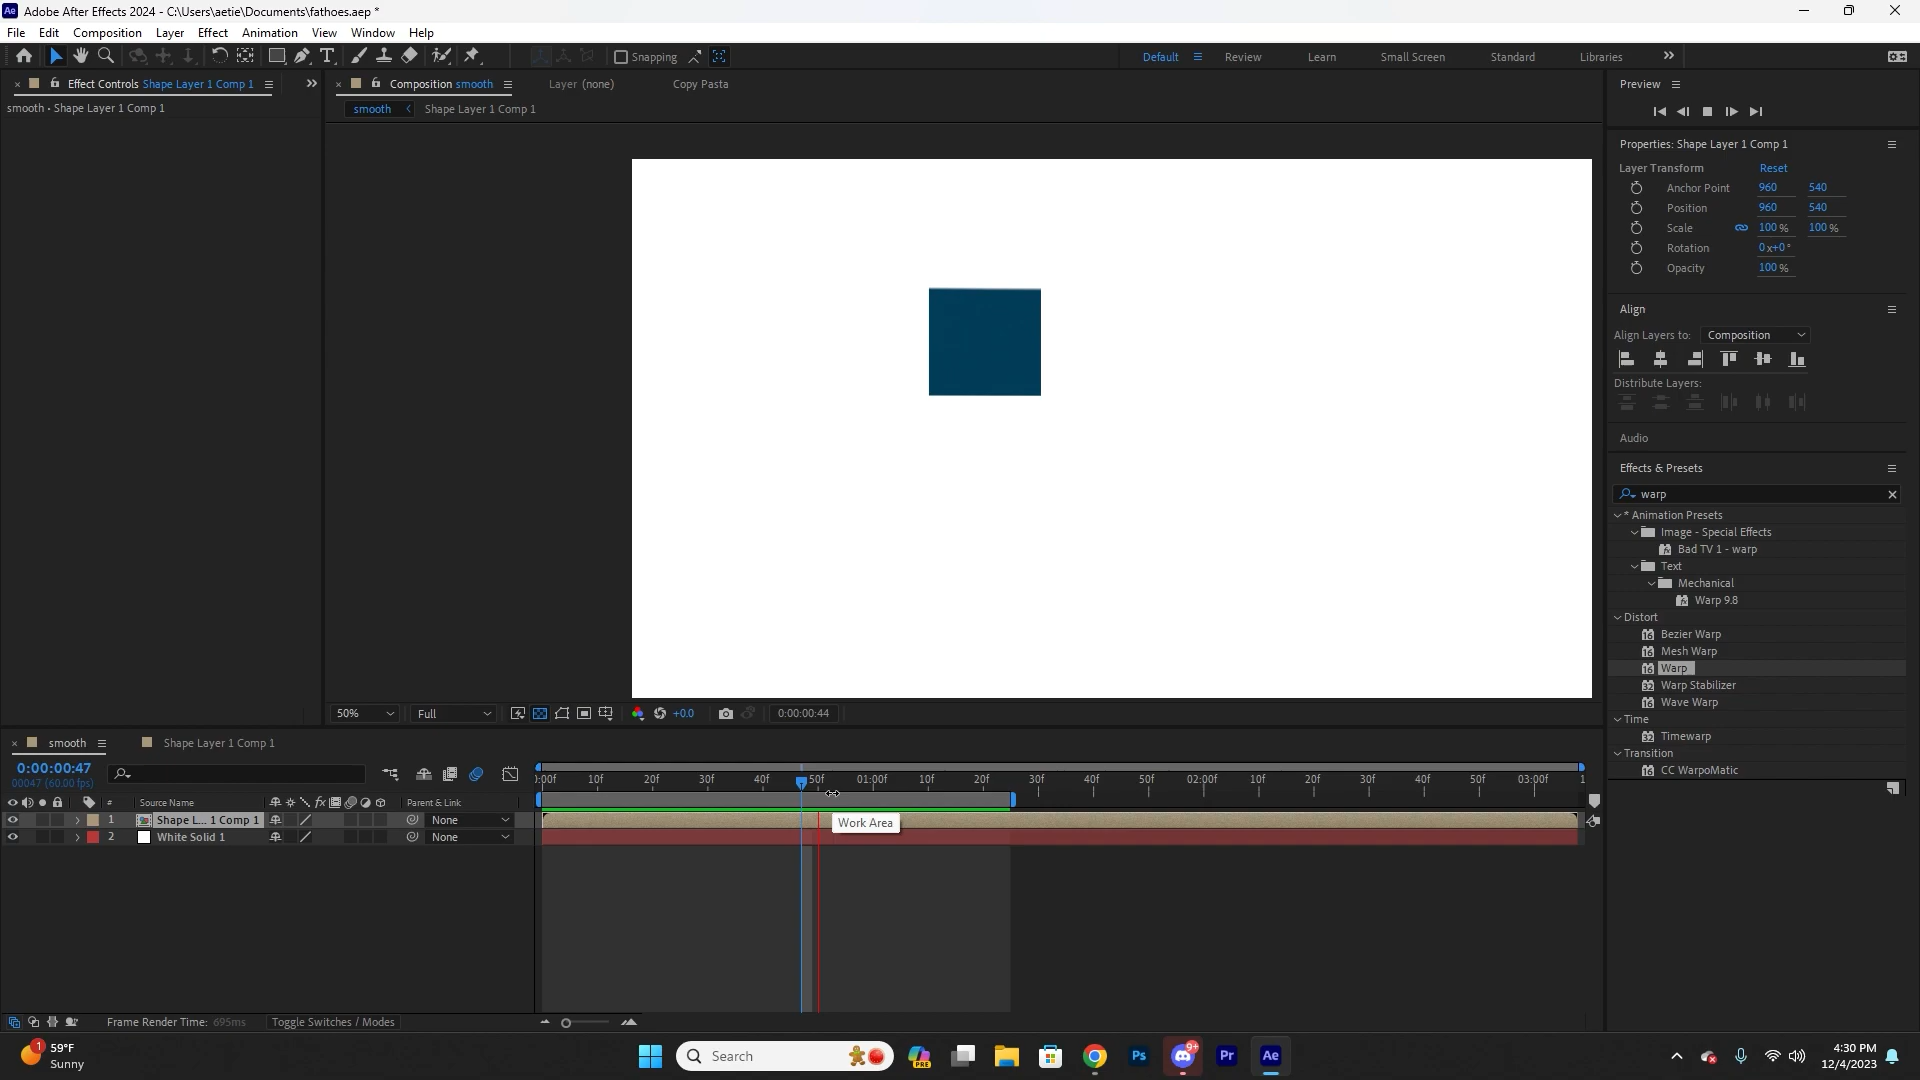 Adobe After Effects 2024 - C:\Users\aetie\Documents\fathoes.aep *
File Edit Composition Layer Effect Animation View Window Help
Snapping
Default Review Learn Small Screen Standard Libraries
Effect Controls Shape Layer 1 Comp 1
smooth • Shape Layer 1 Comp 1
Composition smooth Layer (none) Copy Pasta
smooth Shape Layer 1 Comp 1
50% Full +0.0 0:00:00:44
Preview
Properties: Shape Layer 1 Comp 1
Layer Transform Reset
Anchor Point 960 540
Position 960 540
Scale 100 % 100 %
Rotation 0x+0°
Opacity 100 %
Align
Align Layers to: Composition
Distribute Layers:
Audio
Effects & Presets
warp
* Animation Presets
Image - Special Effects
Bad TV 1 - warp
Text
Mechanical
Warp 9.8
Distort
Bezier Warp
Mesh Warp
Warp
Warp Stabilizer
Wave Warp
Time
Timewarp
Transition
CC WarpoMatic
smooth Shape Layer 1 Comp 1
0:00:00:47
00047 (60.00 fps)
# Source Name Parent & Link
1 Shape L... 1 Comp 1 None
2 White Solid 1 None
):00f 10f 20f 30f 40f 50f 01:00f 10f 20f 30f 40f 50f 02:00f 10f 20f 30f 40f 50f 03:00f 1
Work Area
Frame Render Time: 695ms Toggle Switches / Modes
1
59°F
Sunny
Search
PRE
Ps
9+
Pr
Ae
4:30 PM
12/4/2023